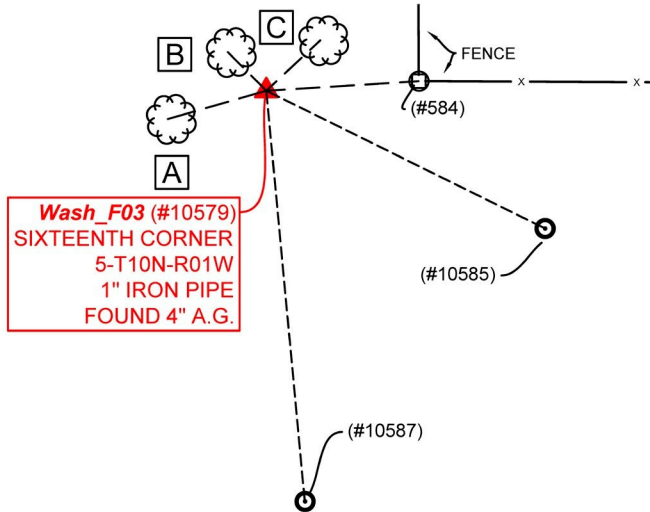 C
B
FENCE
X
X
(#584)
A
Wash_F03 (#10579)
SIXTEENTH CORNER
5-T10N-R01W
1" IRON PIPE
FOUND 4" A.G.
(#10585)
(#10587)